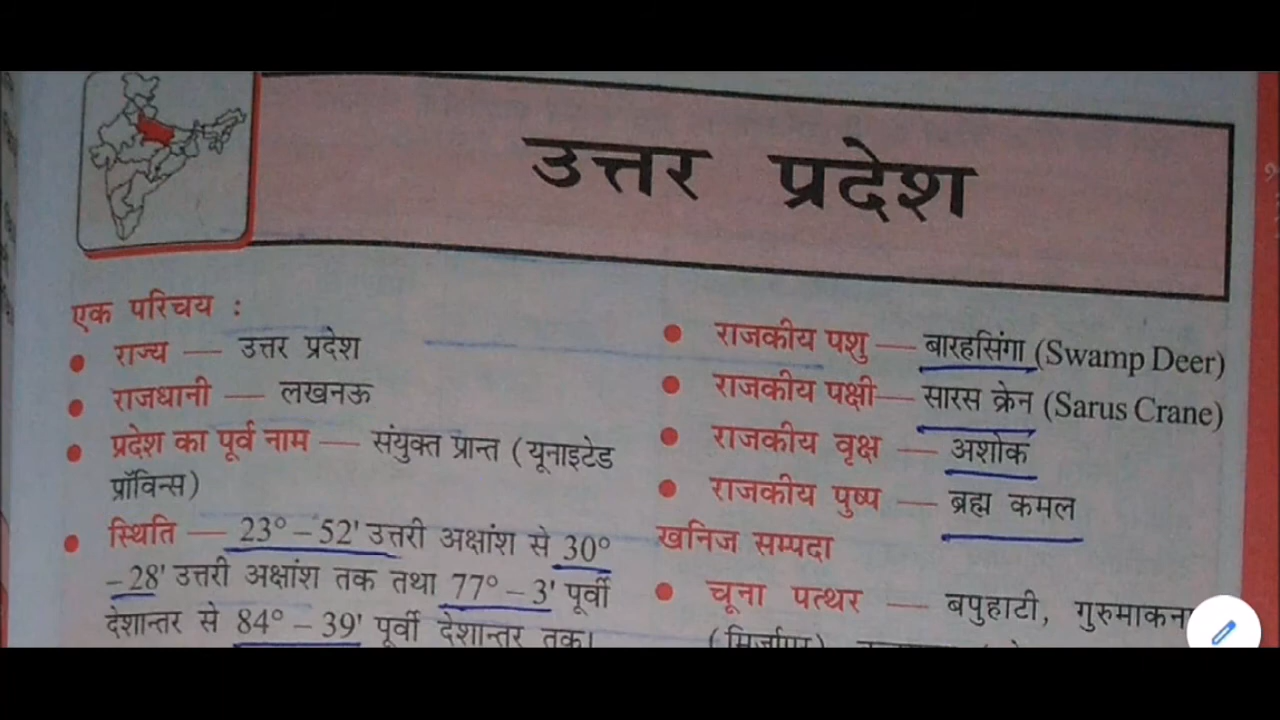 उत्तर प्रदेश
एक परिचय :
● राज्य — उत्तर प्रदेश
● राजधानी — लखनऊ
● प्रदेश का पूर्व नाम — संयुक्त प्रान्त (यूनाइटेड
प्रॉविन्स)
● स्थिति — 23° – 52' उत्तरी अक्षांश से 30°
– 28' उत्तरी अक्षांश तक तथा 77° – 3' पूर्वी
देशान्तर से 84° – 39' पूर्वी देशान्तर तक।
● राजकीय पशु — बारहसिंगा (Swamp Deer)
● राजकीय पक्षी— सारस क्रेन (Sarus Crane)
● राजकीय वृक्ष — अशोक
● राजकीय पुष्प — ब्रह्म कमल
खनिज सम्पदा
● चूना पत्थर — बपुहाटी,